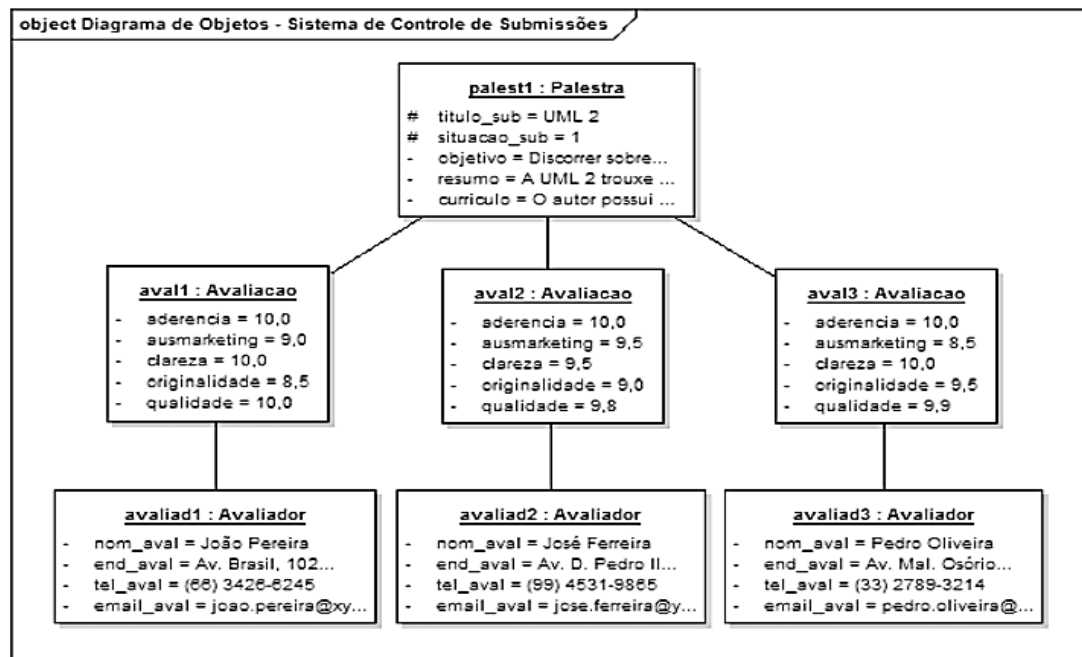 object Diagrama de Objetos - Sistema de Controle de Submissões
palest1 : Palestra
# titulo_sub = UML 2
# situacao_sub = 1
- objetivo = Discorrer sobre...
- resumo = A UML 2 trouxe ...
- curriculo = O autor possui ...
aval1 : Avaliacao
- aderencia = 10,0
- ausmarketing = 9,0
- clareza = 10,0
- originalidade = 8,5
- qualidade = 10,0
aval2 : Avaliacao
- aderencia = 10,0
- ausmarketing = 9,5
- clareza = 9,5
- originalidade = 9,0
- qualidade = 9,8
aval3 : Avaliacao
- aderencia = 10,0
- ausmarketing = 8,5
- clareza = 10,0
- originalidade = 9,5
- qualidade = 9,9
avaliad1 : Avaliador
- nom_aval = João Pereira
- end_aval = Av. Brasil, 102...
- tel_aval = (66) 3426-6245
- email_aval = joao.pereira@xy...
avaliad2 : Avaliador
- nom_aval = José Ferreira
- end_aval = Av. D. Pedro II...
- tel_aval = (99) 4531-9865
- email_aval = jose.ferreira@y...
avaliad3 : Avaliador
- nom_aval = Pedro Oliveira
- end_aval = Av. Mal. Osório...
- tel_aval = (33) 2789-3214
- email_aval = pedro.oliveira@...